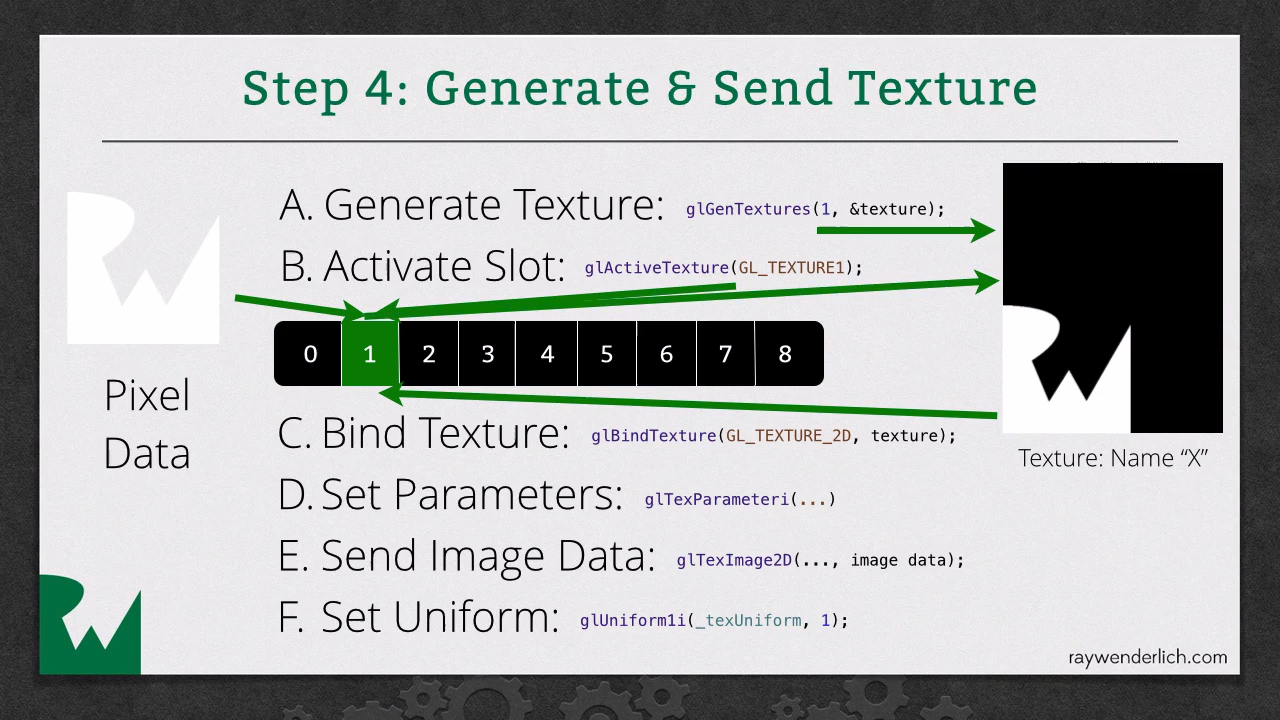 Step 4: Generate & Send Texture
A. Generate Texture: glGenTextures(1, &texture);
B. Activate Slot: glActiveTexture(GL_TEXTURE1);
0 1 2 3 4 5 6 7 8
Pixel
Data
C. Bind Texture: glBindTexture(GL_TEXTURE_2D, texture);
Texture: Name “X”
D. Set Parameters: glTexParameteri(...)
E. Send Image Data: glTexImage2D(..., image data);
F. Set Uniform: glUniform1i(_texUniform, 1);
raywenderlich.com